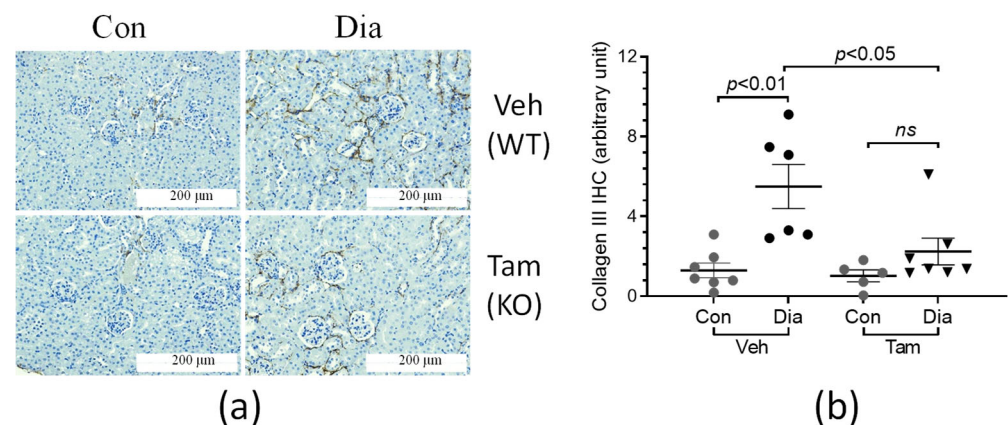 Con
Dia
200 µm
200 µm
Veh
(WT)
200 µm
200 µm
Tam
(KO)
(a)
Collagen III IHC (arbitrary unit)
12
8
4
0
p<0.01
p<0.05
ns
Con
Dia
Con
Dia
Veh
Tam
(b)